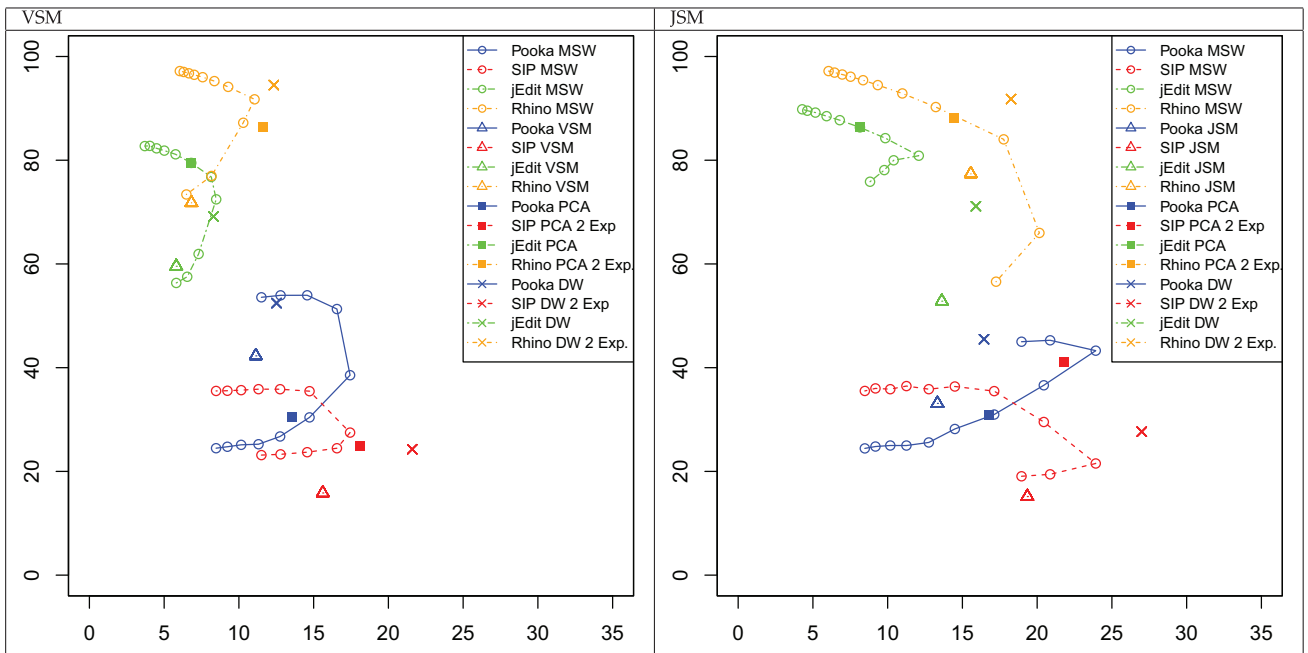 VSM
Pooka MSW
SIP MSW
jEdit MSW
Rhino MSW
Pooka VSM
SIP VSM
jEdit VSM
Rhino VSM
Pooka PCA
SIP PCA 2 Exp
jEdit PCA
Rhino PCA 2 Exp.
Pooka DW
SIP DW 2 Exp
jEdit DW
Rhino DW 2 Exp.
100
80
60
40
20
0
0 5 10 15 20 25 30 35
JSM
Pooka MSW
SIP MSW
jEdit MSW
Rhino MSW
Pooka JSM
SIP JSM
jEdit JSM
Rhino JSM
Pooka PCA
SIP PCA 2 Exp
jEdit PCA
Rhino PCA 2 Exp.
Pooka DW
SIP DW 2 Exp
jEdit DW
Rhino DW 2 Exp.
100
80
60
40
20
0
0 5 10 15 20 25 30 35